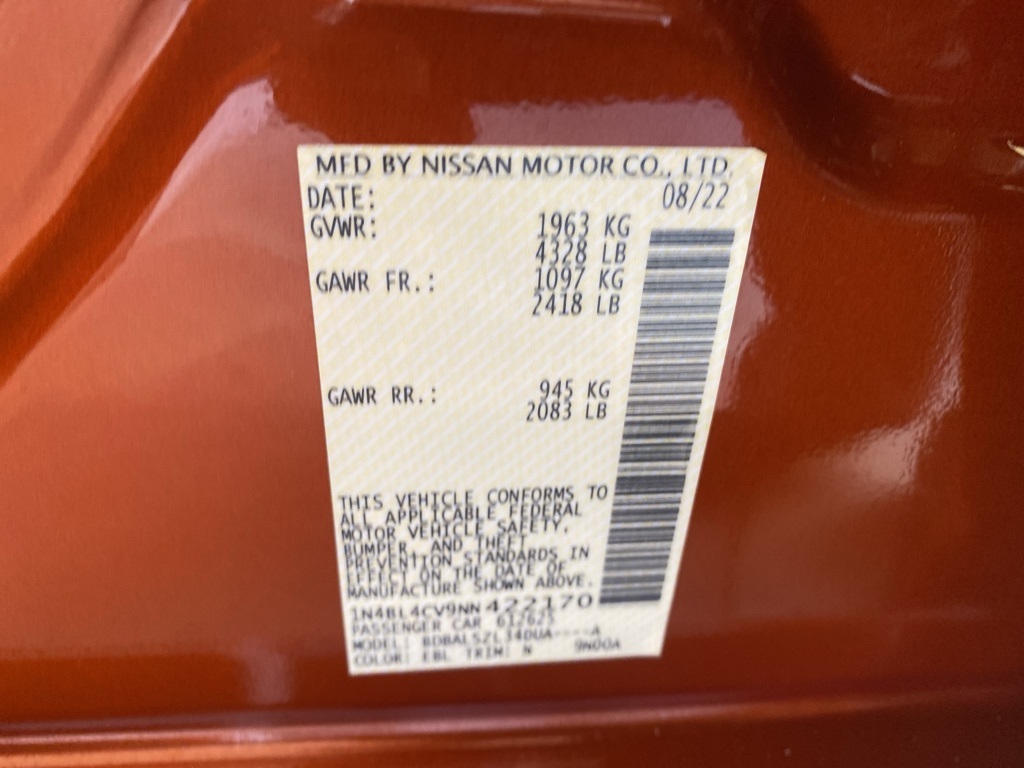 MFD BY NISSAN MOTOR CO., LTD.
DATE: 08/22
GVWR: 1963 KG
4328 LB
GAWR FR.: 1097 KG
2418 LB
GAWR RR.: 945 KG
2083 LB
THIS VEHICLE CONFORMS TO
ALL APPLICABLE FEDERAL
MOTOR VEHICLE SAFETY,
BUMPER, AND THEFT
PREVENTION STANDARDS IN
EFFECT ON THE DATE OF
MANUFACTURE SHOWN ABOVE.
1N4BL4CV9NN422170
PASSENGER CAR 612625
MODEL: BDBALSZL34DUA----A
COLOR: EBL TRIM: N 9N00A